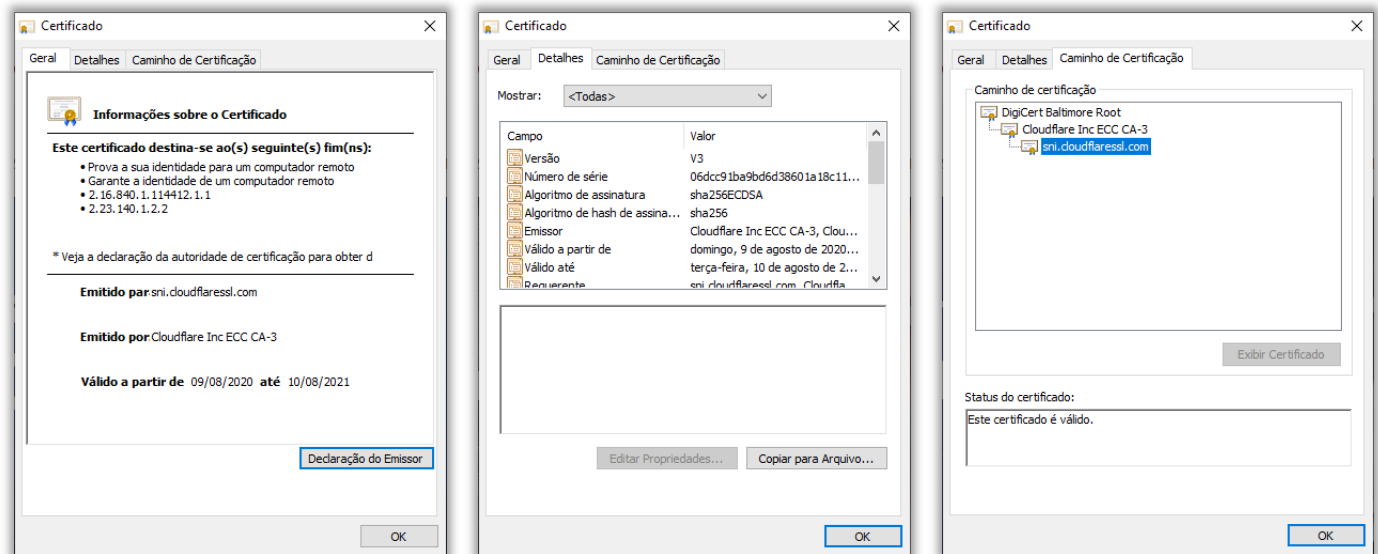 Certificado
Geral Detalhes Caminho de Certificação
Informações sobre o Certificado
Este certificado destina-se ao(s) seguinte(s) fim(ns):
• Prova a sua identidade para um computador remoto
• Garante a identidade de um computador remoto
• 2.16.840.1.114412.1.1
• 2.23.140.1.2.2
* Veja a declaração da autoridade de certificação para obter d
Emitido par sni.cloudflaressl.com
Emitido por Cloudflare Inc ECC CA-3
Válido a partir de 09/08/2020 até 10/08/2021
Declaração do Emissor
OK
Certificado
Geral Detalhes Caminho de Certificação
Mostrar: <Todas>
Campo Valor
Versão V3
Número de série 06dcc91ba9bd6d38601a18c11...
Algoritmo de assinatura sha256ECDSA
Algoritmo de hash de assina... sha256
Emissor Cloudflare Inc ECC CA-3, Clou...
Válido a partir de domingo, 9 de agosto de 2020...
Válido até terça-feira, 10 de agosto de 2...
Requerente sni.cloudflaressl.com, Cloudfla
Editar Propriedades... Copiar para Arquivo...
OK
Certificado
Geral Detalhes Caminho de Certificação
Caminho de certificação
DigiCert Baltimore Root
Cloudflare Inc ECC CA-3
sni.cloudflaressl.com
Exibir Certificado
Status do certificado:
Este certificado é válido.
OK